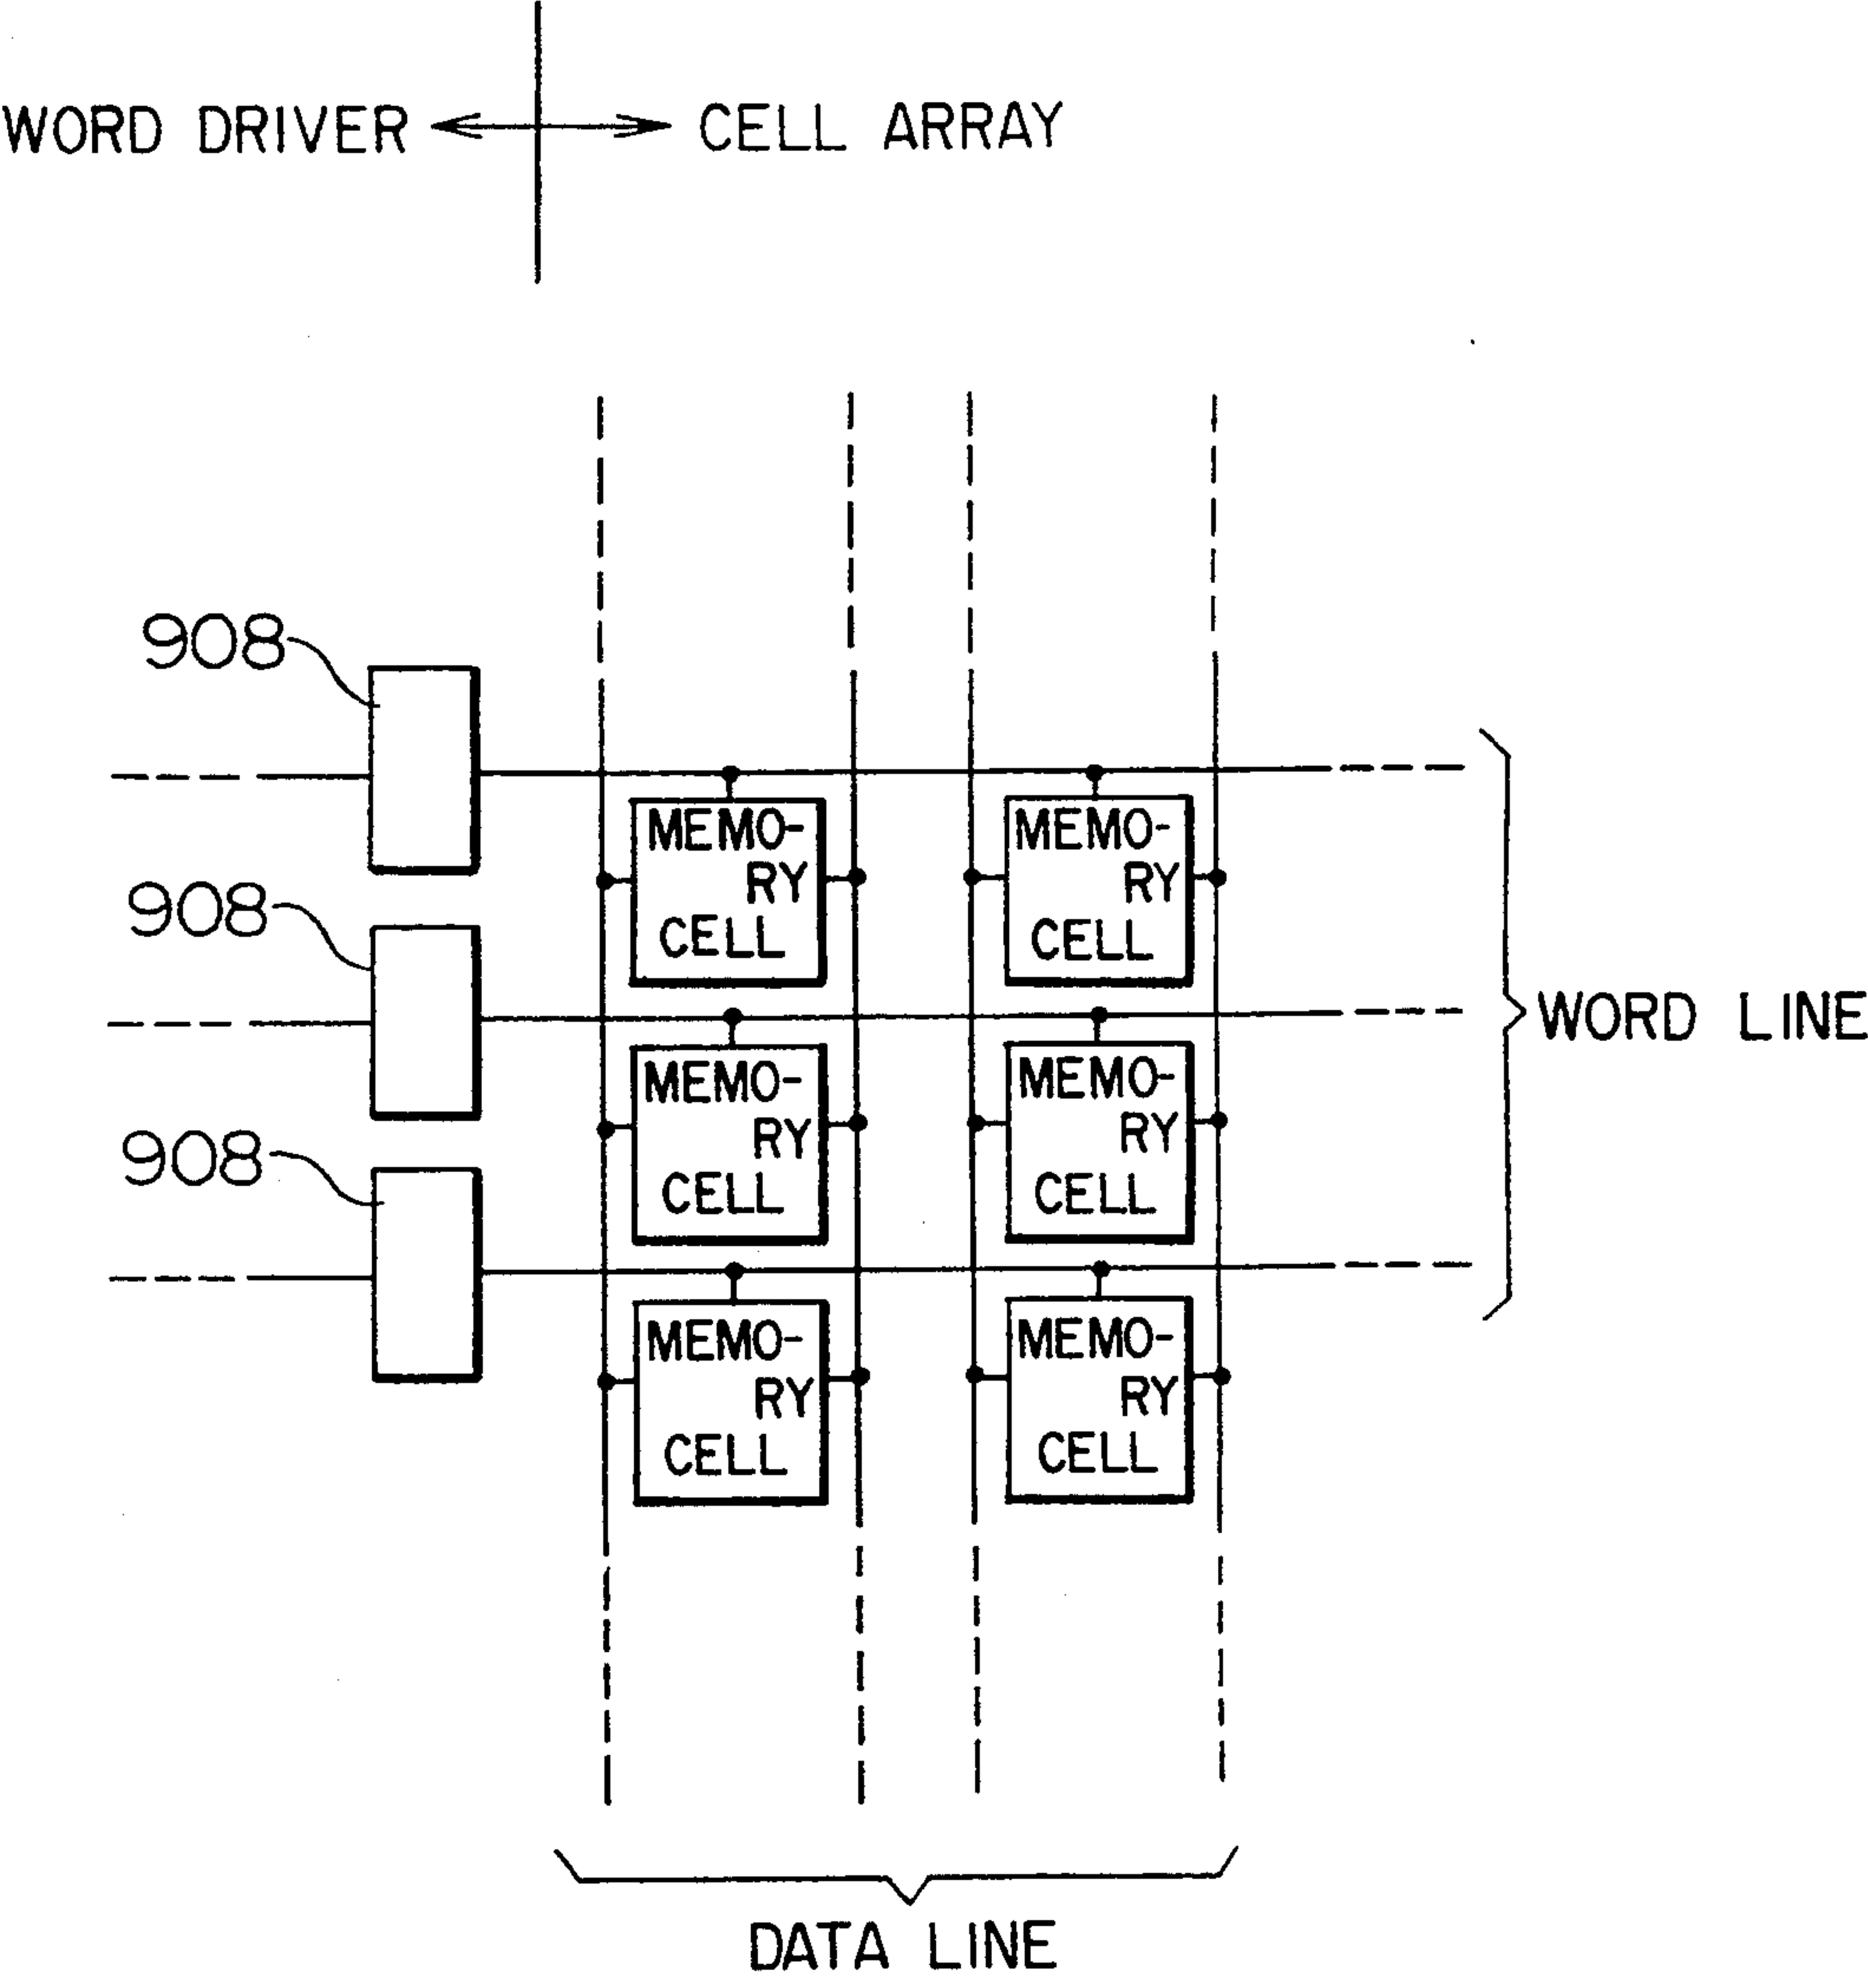 WORD DRIVER CELL ARRAY
908
MEMO- MEMO-
RY RY
CELL CELL
908
WORD LINE
MEMO- MEMO-
RY RY
CELL CELL
908
MEMO- MEMO-
RY RY
CELL CELL
DATA LINE